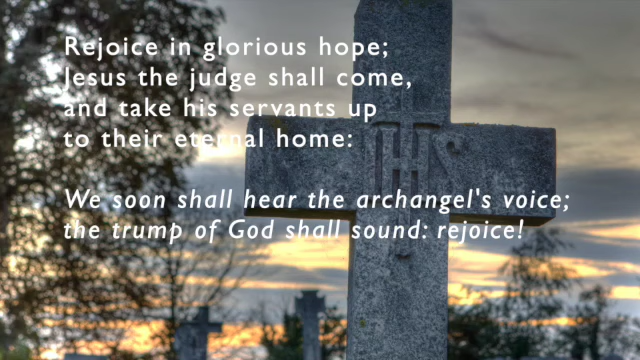 Rejoice in glorious hope;
Jesus the judge shall come,
and take his servants up
to their eternal home:
We soon shall hear the archangel's voice;
the trump of God shall sound: rejoice!
IHS